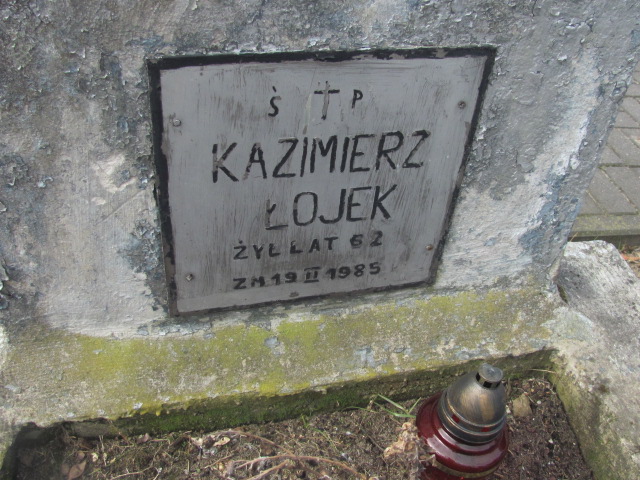 Ś † P
KAZIMIERZ
ŁOJEK
ŻYŁ LAT 62
ZM 19 II 1985